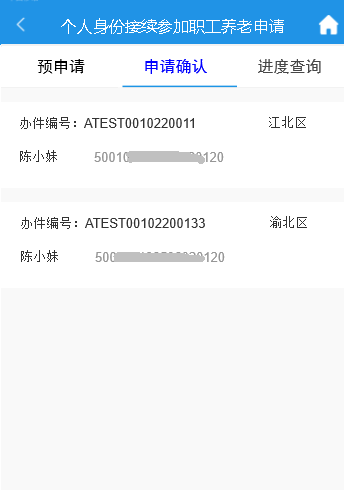 个人身份接续参加职工养老申请
预申请 申请确认 进度查询
办件编号：ATEST0010220011 江北区
陈小妹 50010 120
办件编号：ATEST00102200133 渝北区
陈小妹 500 120